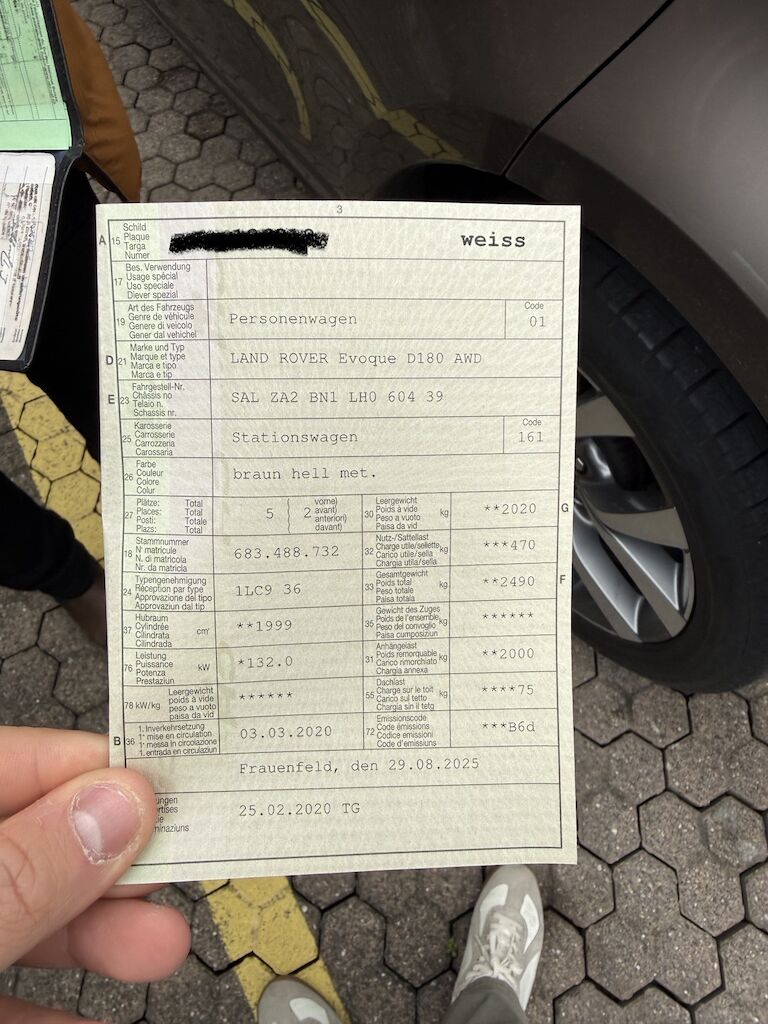 3
A 15 Schild
Plaque
Targa
Numer
weiss
17 Bes. Verwendung
Usage spécial
Uso speciale
Diever spezial
19 Art des Fahrzeugs
Genre de véhicule
Genere di veicolo
Gener dal vehichel
Personenwagen
Code
01
D 21 Marke und Typ
Marque et type
Marca e tipo
Marca e tip
LAND ROVER Evoque D180 AWD
E 23 Fahrgestell-Nr.
Châssis no
Telaio n.
Schassis nr.
SAL ZA2 BN1 LH0 604 39
25 Karosserie
Carrosserie
Carrozzeria
Carossaria
Stationswagen
Code
161
26 Farbe
Couleur
Colore
Colur
braun hell met.
27 Plätze: Total
Places: Total
Posti: Totale
Plazs: Total
5 ( 2 vorne)
avant)
anteriori)
davant)
30 Leergewicht
Poids à vide
Peso a vuoto
Paisa da vid
kg
**2020
G
18 Stammnummer
N° matricule
N. di matricola
Nr. da matricla
683.488.732
32 Nutz-/Sattellast
Charge utile/sellette
Carico utile/sella
Chargia utila/sella
kg
***470
24 Typengenehmigung
Réception par type
Approvazione del tipo
Approvaziun dal tip
1LC9 36
33 Gesamtgewicht
Poids total
Peso totale
Paisa totala
kg
**2490
F
37 Hubraum
Cylindrée
Cilindrata
Cilindrada
cm³
**1999
35 Gewicht des Zuges
Poids de l'ensemble
Peso del convoglio
Paisa cumposiziun
kg
******
76 Leistung
Puissance
Potenza
Prestaziun
kW
*132.0
31 Anhängelast
Poids remorquable
Carico rimorchiato
Chargia annexa
kg
**2000
78 kW/kg Leergewicht
poids à vide
peso a vuoto
paisa da vid
******
55 Dachlast
Charge sur le toit
Carico sul tetto
Chargia sin il tetg
kg
****75
B 36 1. Inverkehrsetzung
1re mise en circulation
1a messa in circolazione
1. entrada en circulaziun
03.03.2020
72 Emissionscode
Code émissions
Codice emissioni
Code d'emissiuns
***B6d
Frauenfeld, den 29.08.2025
ungen
ertises
ie
minaziuns
25.02.2020 TG